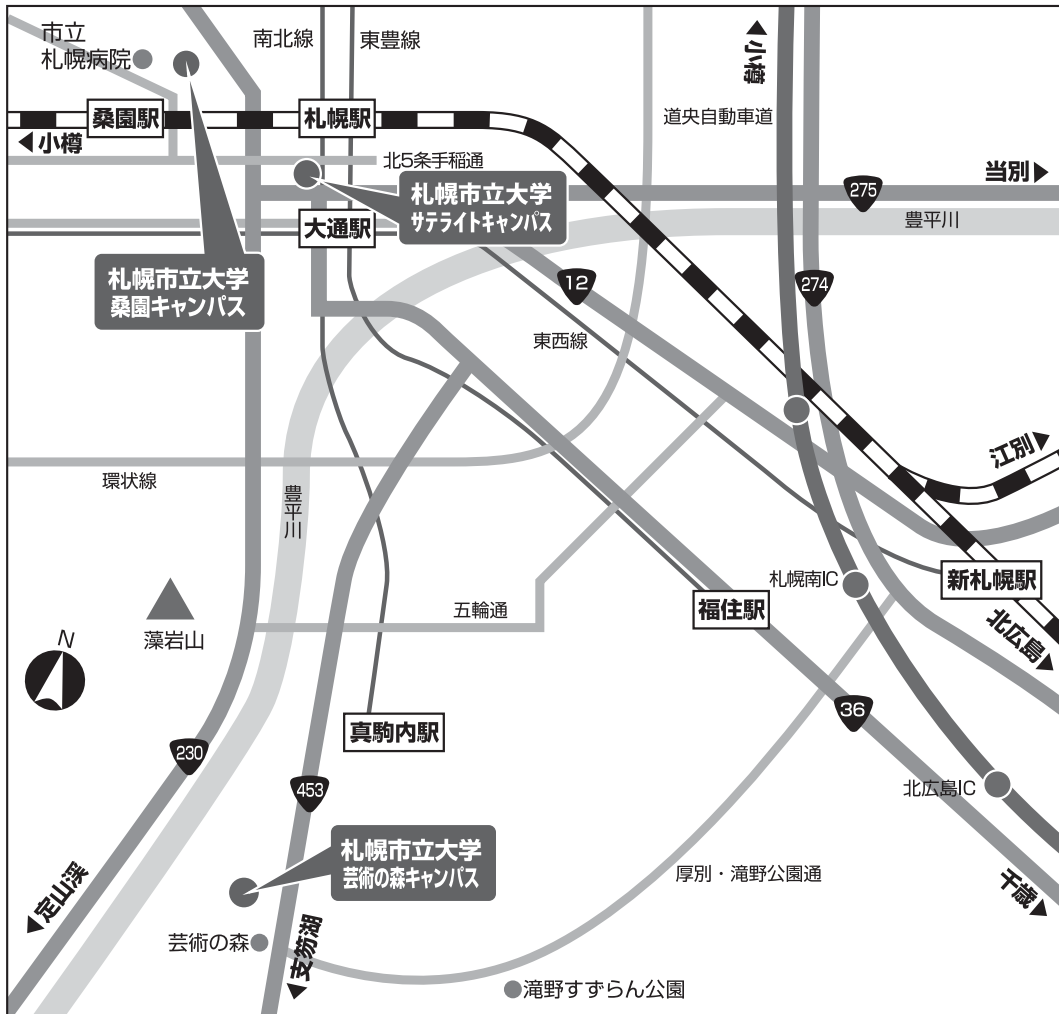 市立
札幌病院
南北線
東豊線
小樽
道央自動車道
桑園駅
札幌駅
小樽
北5条手稲通
当別
275
札幌市立大学
サテライトキャンパス
豊平川
大通駅
札幌市立大学
桑園キャンパス
12
274
東西線
江別
環状線
豊平川
札幌南IC
新札幌駅
福住駅
五輪通
藻岩山
北広島
N
真駒内駅
36
230
453
北広島IC
札幌市立大学
芸術の森キャンパス
厚別・滝野公園通
定山渓
千歳
芸術の森
支笏湖
滝野すずらん公園